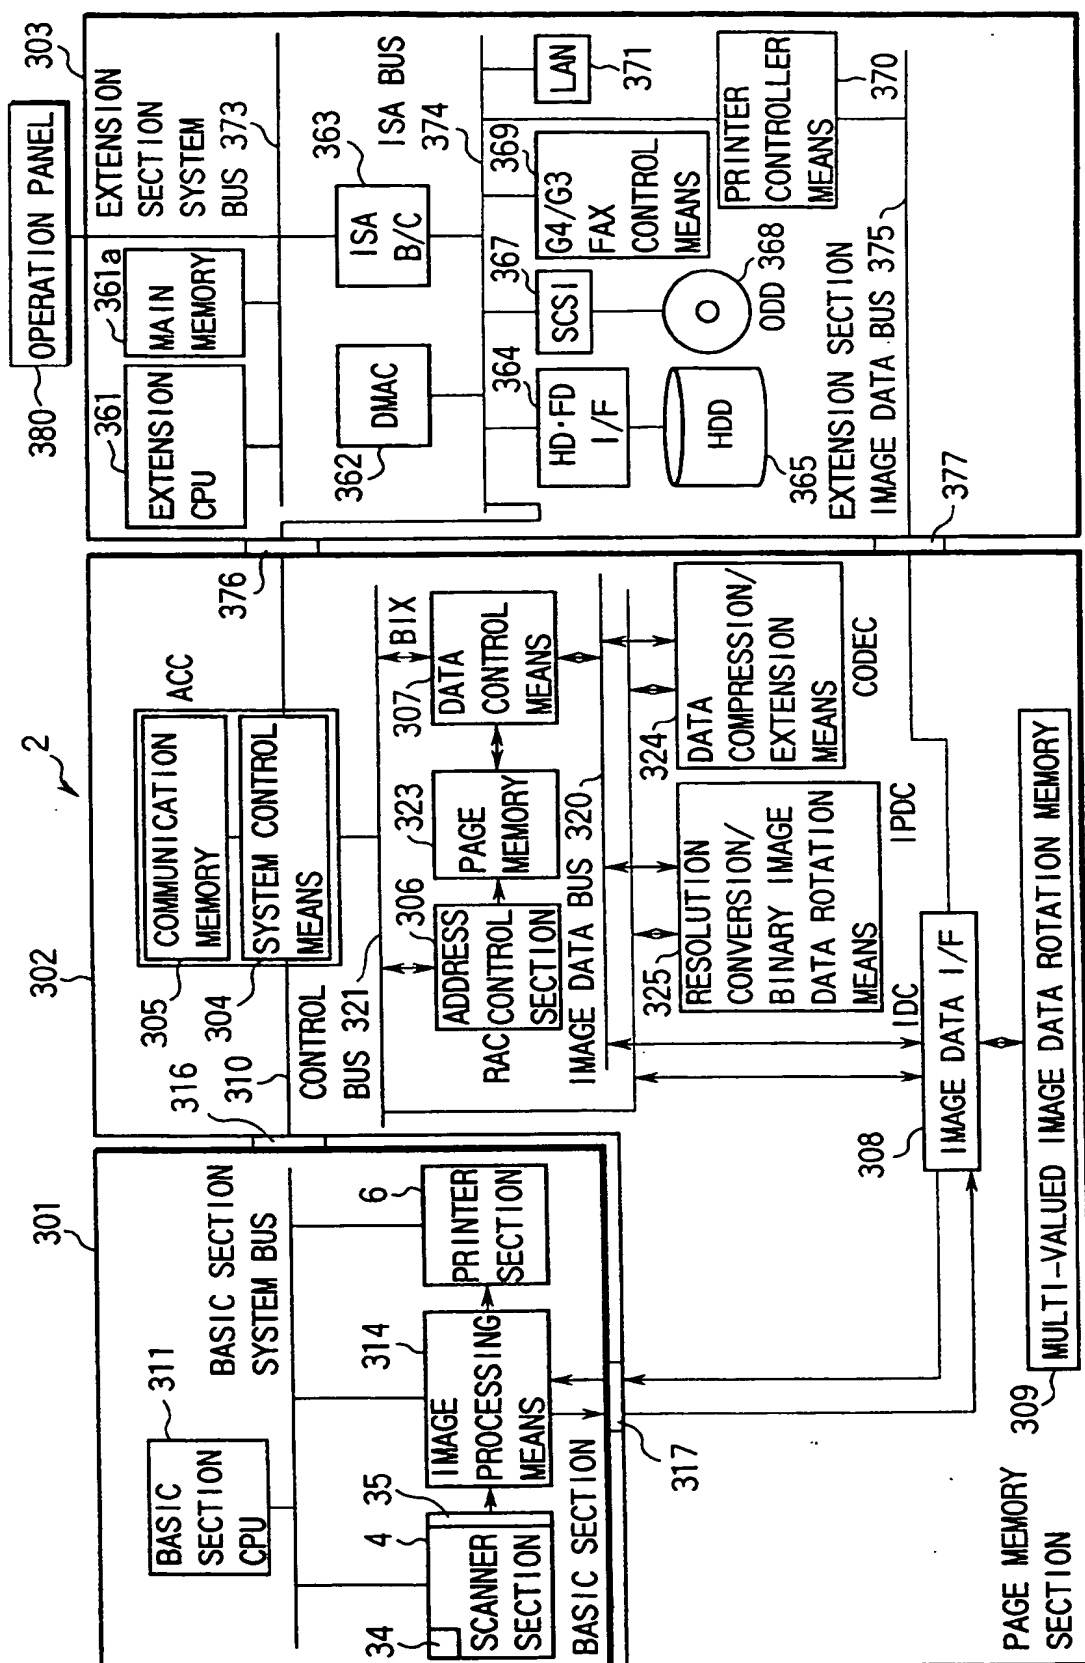 301
BASIC SECTION
CPU
311
BASIC SECTION
SYSTEM BUS
34
SCANNER
SECTION
4
35
IMAGE
PROCESSING
MEANS
314
PRINTER
SECTION
6
BASIC SECTION
317
316
302
2
305
COMMUNICATION
MEMORY
304
SYSTEM CONTROL
MEANS
ACC
310
CONTROL
BUS 321
306
ADDRESS
CONTROL
SECTION
RAC
323
PAGE
MEMORY
307
DATA
CONTROL
MEANS
BIX
IMAGE DATA BUS 320
325
RESOLUTION
CONVERSION/
BINARY IMAGE
DATA ROTATION
MEANS
IPDC
324
DATA
COMPRESSION/
EXTENSION
MEANS
CODEC
IDC
308
IMAGE DATA I/F
309
MULTI-VALUED IMAGE DATA ROTATION MEMORY
PAGE MEMORY
SECTION
376
377
380
OPERATION PANEL
303
361
EXTENSION
CPU
361a
MAIN
MEMORY
EXTENSION
SECTION
SYSTEM
BUS 373
362
DMAC
363
ISA
B/C
ISA BUS
374
364
HD·FD
I/F
365
HDD
367
SCSI
ODD 368
369
G4/G3
FAX
CONTROL
MEANS
LAN
371
PRINTER
CONTROLLER
MEANS
370
EXTENSION SECTION
IMAGE DATA BUS 375